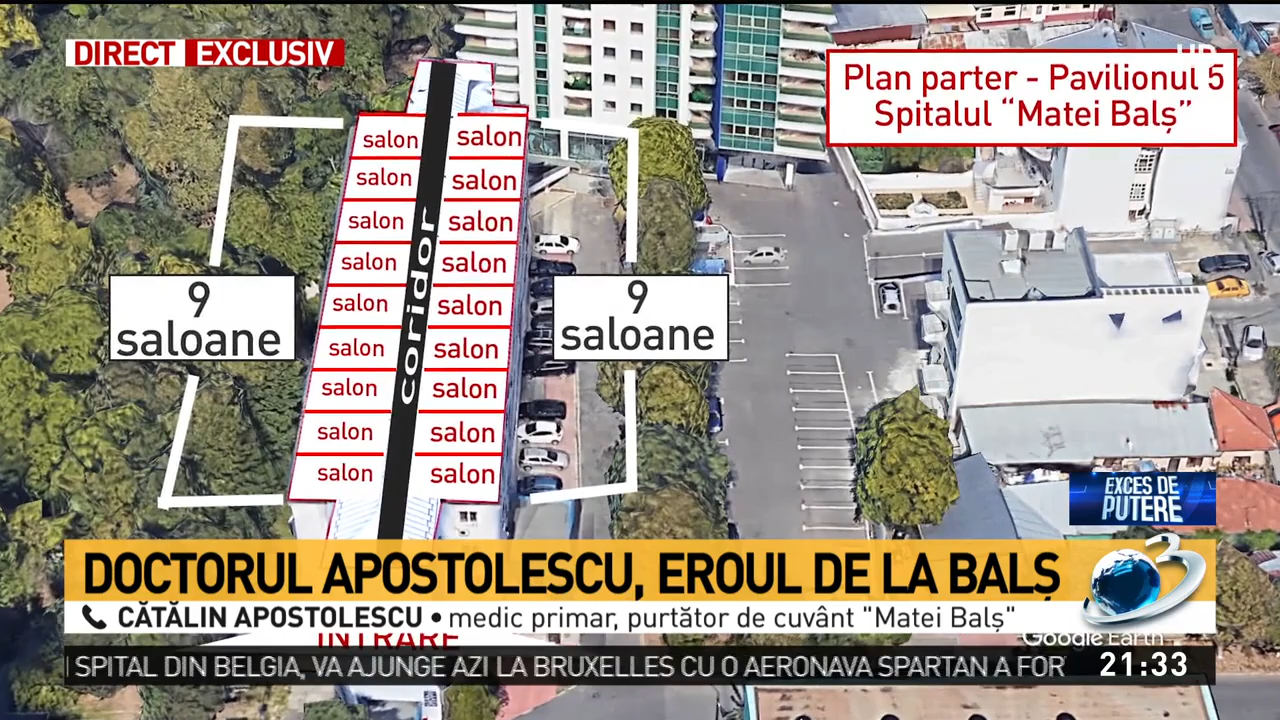 DIRECT EXCLUSIV
Plan parter - Pavilionul 5
Spitalul “Matei Balș”
salon salon
salon salon
salon salon
salon salon
salon salon
salon salon
salon salon
salon salon
salon salon
coridor
9
saloane
9
saloane
EXCES DE
PUTERE
DOCTORUL APOSTOLESCU, EROUL DE LA BALȘ
3
CĂTĂLIN APOSTOLESCU • medic primar, purtător de cuvânt "Matei Balș"
INTRARE
Google Earth
SPITAL DIN BELGIA, VA AJUNGE AZI LA BRUXELLES CU O AERONAVA SPARTAN A FOR
21:33